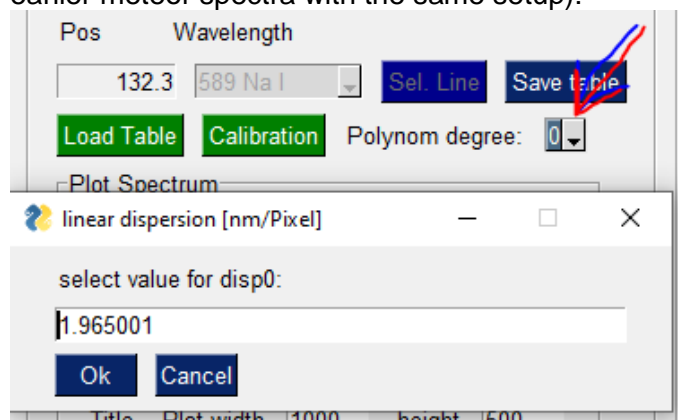 earlier meteor spectra with the same setup).
Pos Wavelength
132.3 589 Na I Sel. Line Save table
Load Table Calibration Polynom degree: 0
Plot Spectrum
linear dispersion [nm/Pixel]
select value for disp0:
1.965001
Ok Cancel
Title Plot width 1000 height 500